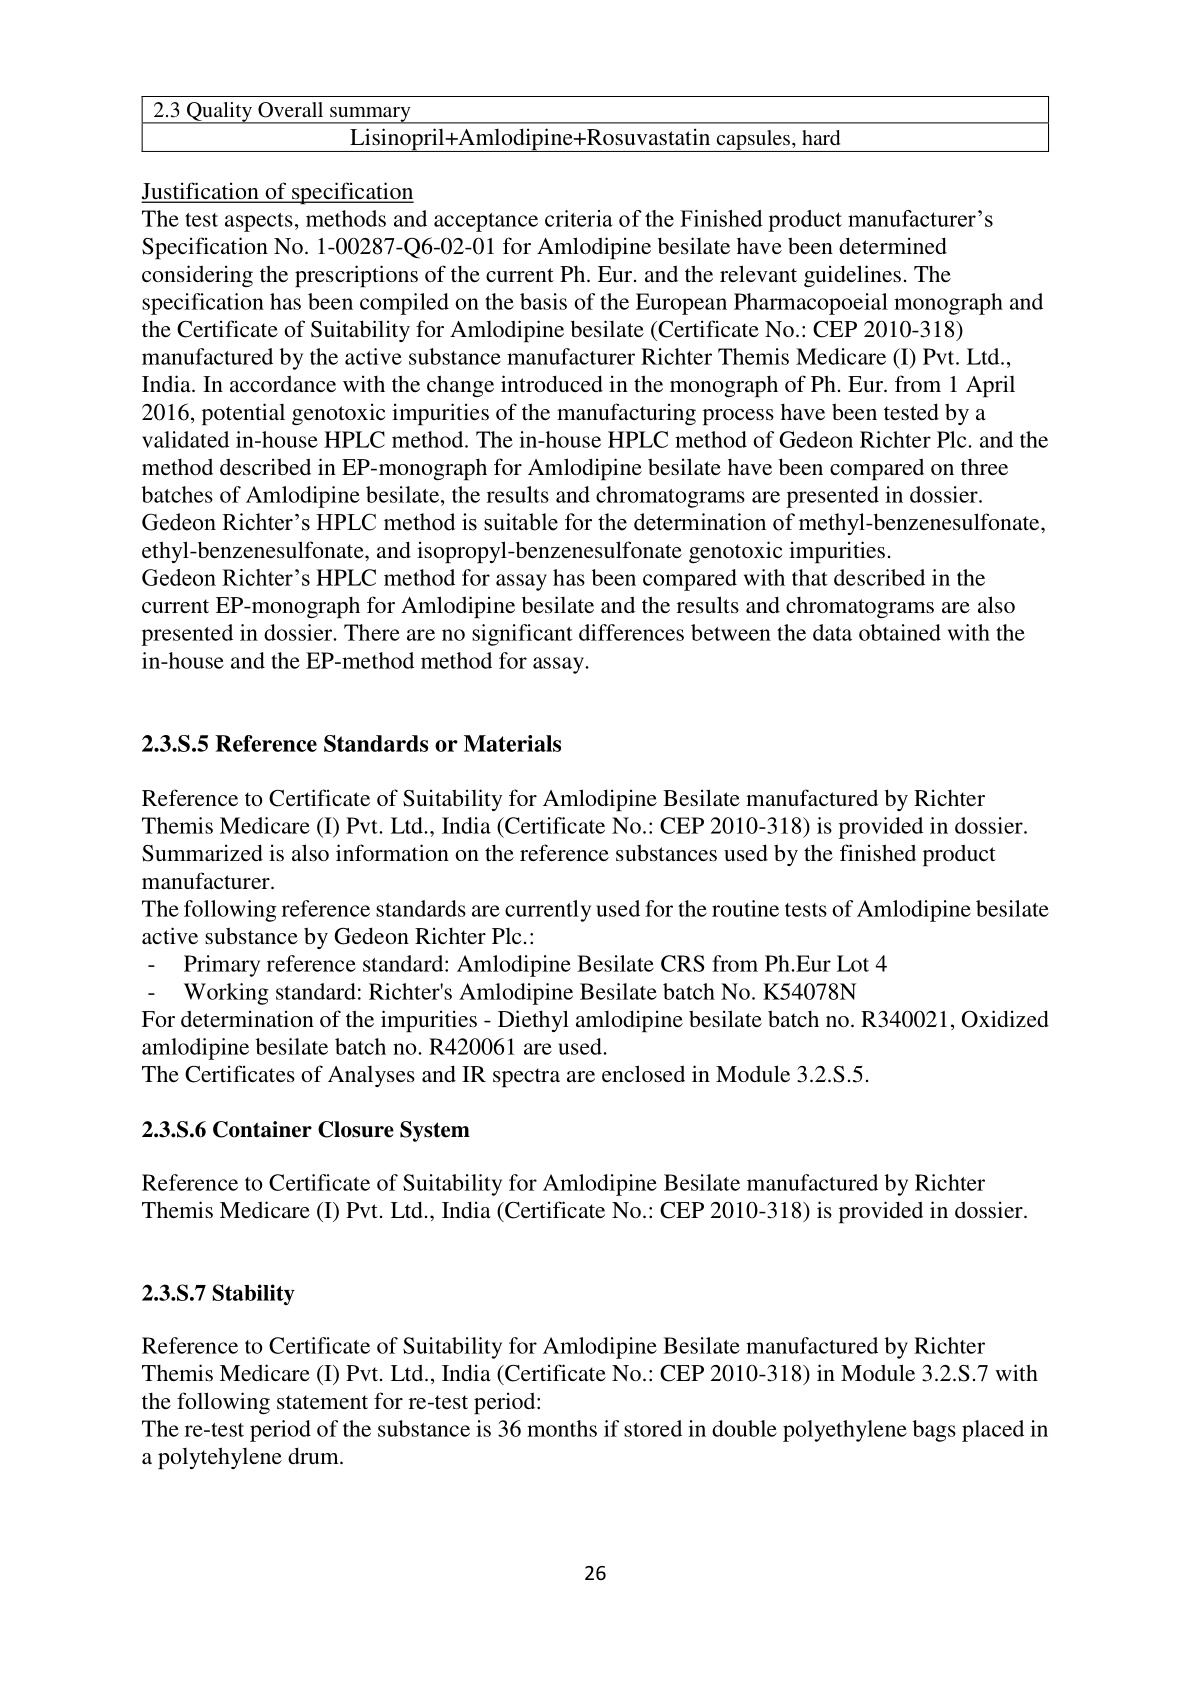 2.3 Quality Overall summary
Lisinopril+Amlodipine+Rosuvastatin capsules, hard
Justification of specification
The test aspects, methods and acceptance criteria of the Finished product manufacturer’s
Specification No. 1-00287-Q6-02-01 for Amlodipine besilate have been determined
considering the prescriptions of the current Ph. Eur. and the relevant guidelines. The
specification has been compiled on the basis of the European Pharmacopoeial monograph and
the Certificate of Suitability for Amlodipine besilate (Certificate No.: CEP 2010-318)
manufactured by the active substance manufacturer Richter Themis Medicare (I) Pvt. Ltd.,
India. In accordance with the change introduced in the monograph of Ph. Eur. from 1 April
2016, potential genotoxic impurities of the manufacturing process have been tested by a
validated in-house HPLC method. The in-house HPLC method of Gedeon Richter Plc. and the
method described in EP-monograph for Amlodipine besilate have been compared on three
batches of Amlodipine besilate, the results and chromatograms are presented in dossier.
Gedeon Richter’s HPLC method is suitable for the determination of methyl-benzenesulfonate,
ethyl-benzenesulfonate, and isopropyl-benzenesulfonate genotoxic impurities.
Gedeon Richter’s HPLC method for assay has been compared with that described in the
current EP-monograph for Amlodipine besilate and the results and chromatograms are also
presented in dossier. There are no significant differences between the data obtained with the
in-house and the EP-method method for assay.
2.3.S.5 Reference Standards or Materials
Reference to Certificate of Suitability for Amlodipine Besilate manufactured by Richter
Themis Medicare (I) Pvt. Ltd., India (Certificate No.: CEP 2010-318) is provided in dossier.
Summarized is also information on the reference substances used by the finished product
manufacturer.
The following reference standards are currently used for the routine tests of Amlodipine besilate
active substance by Gedeon Richter Plc.:
- Primary reference standard: Amlodipine Besilate CRS from Ph.Eur Lot 4
- Working standard: Richter's Amlodipine Besilate batch No. K54078N
For determination of the impurities - Diethyl amlodipine besilate batch no. R340021, Oxidized
amlodipine besilate batch no. R420061 are used.
The Certificates of Analyses and IR spectra are enclosed in Module 3.2.S.5.
2.3.S.6 Container Closure System
Reference to Certificate of Suitability for Amlodipine Besilate manufactured by Richter
Themis Medicare (I) Pvt. Ltd., India (Certificate No.: CEP 2010-318) is provided in dossier.
2.3.S.7 Stability
Reference to Certificate of Suitability for Amlodipine Besilate manufactured by Richter
Themis Medicare (I) Pvt. Ltd., India (Certificate No.: CEP 2010-318) in Module 3.2.S.7 with
the following statement for re-test period:
The re-test period of the substance is 36 months if stored in double polyethylene bags placed in
a polytehylene drum.
26